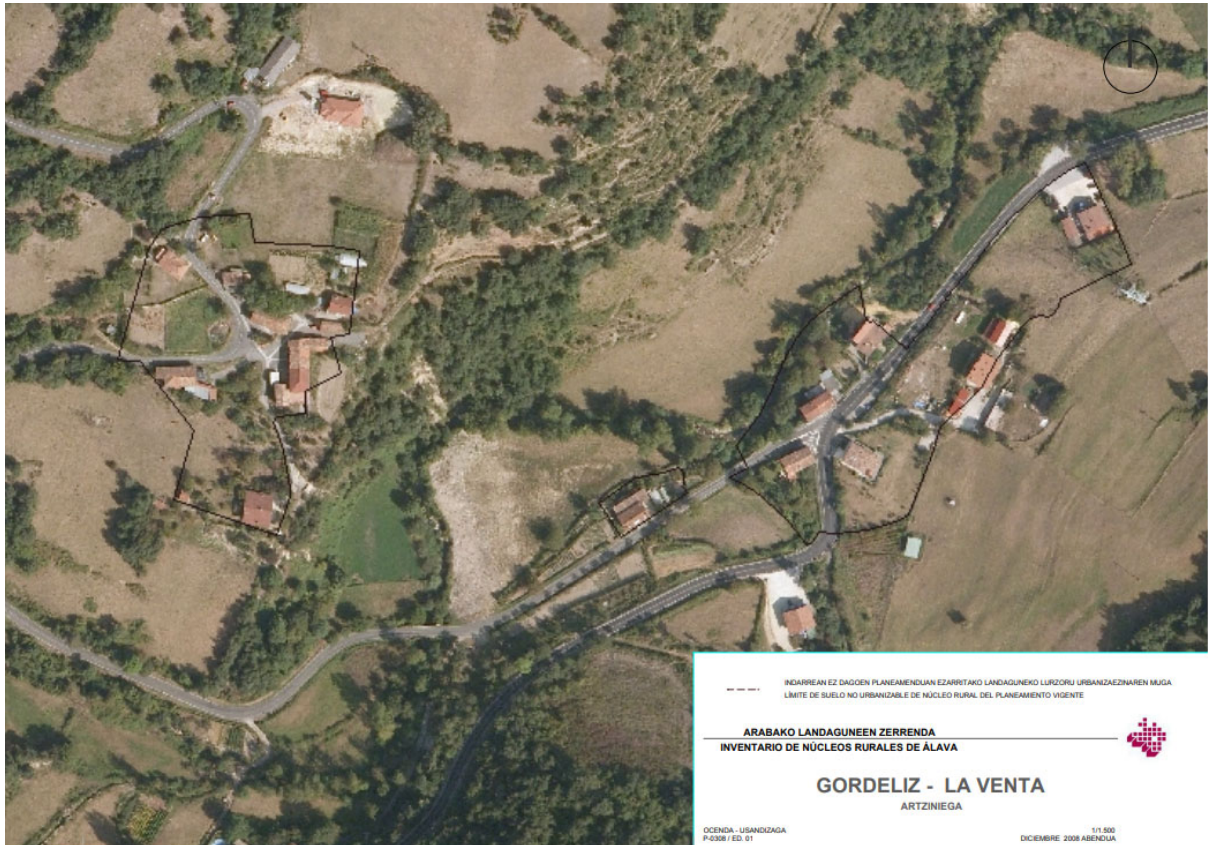 INDARREAN EZ DAGOEN PLANEAMENDUAN EZARRITAKO LANDAGUNEKO LURZORU URBANIZAEZINAREN MUGA
LÍMITE DE SUELO NO URBANIZABLE DE NÚCLEO RURAL DEL PLANEAMIENTO VIGENTE
ARABAKO LANDAGUNEEN ZERRENDA
INVENTARIO DE NÚCLEOS RURALES DE ÁLAVA
GORDELIZ - LA VENTA
ARTZINIEGA
OCENDA - USANDIZAGA
P-0308 / ED. 01
1/1.500
DICIEMBRE 2008 ABENDUA